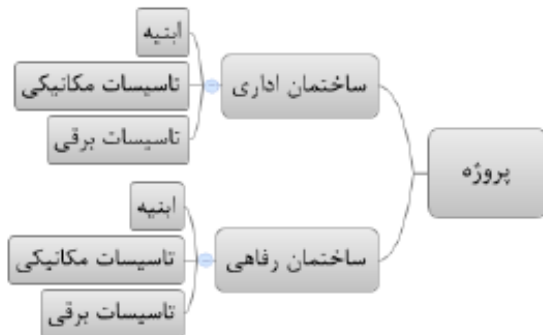 پروژه
ساختمان اداری
ابنیه
تاسیسات مکانیکی
تاسیسات برقی
ساختمان رفاهی
ابنیه
تاسیسات مکانیکی
تاسیسات برقی